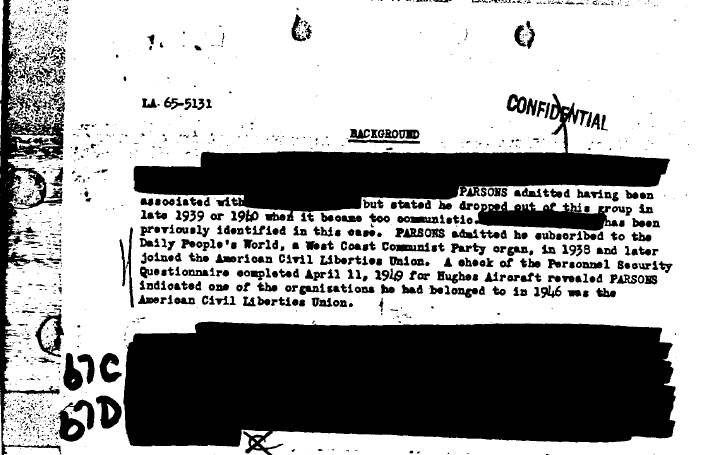 LA 65-5131
CONFIDENTIAL
BACKGROUND
PARSONS admitted having been
associated with but stated he dropped out of this group in
late 1939 or 1940 when it became too communistic. has been
previously identified in this case. PARSONS admitted he subscribed to the
Daily People's World, a West Coast Communist Party organ, in 1938 and later
joined the American Civil Liberties Union. A check of the Personnel Security
Questionnaire completed April 11, 1949 for Hughes Aircraft revealed PARSONS
indicated one of the organizations he had belonged to in 1946 was the
American Civil Liberties Union.
b7C
b7D